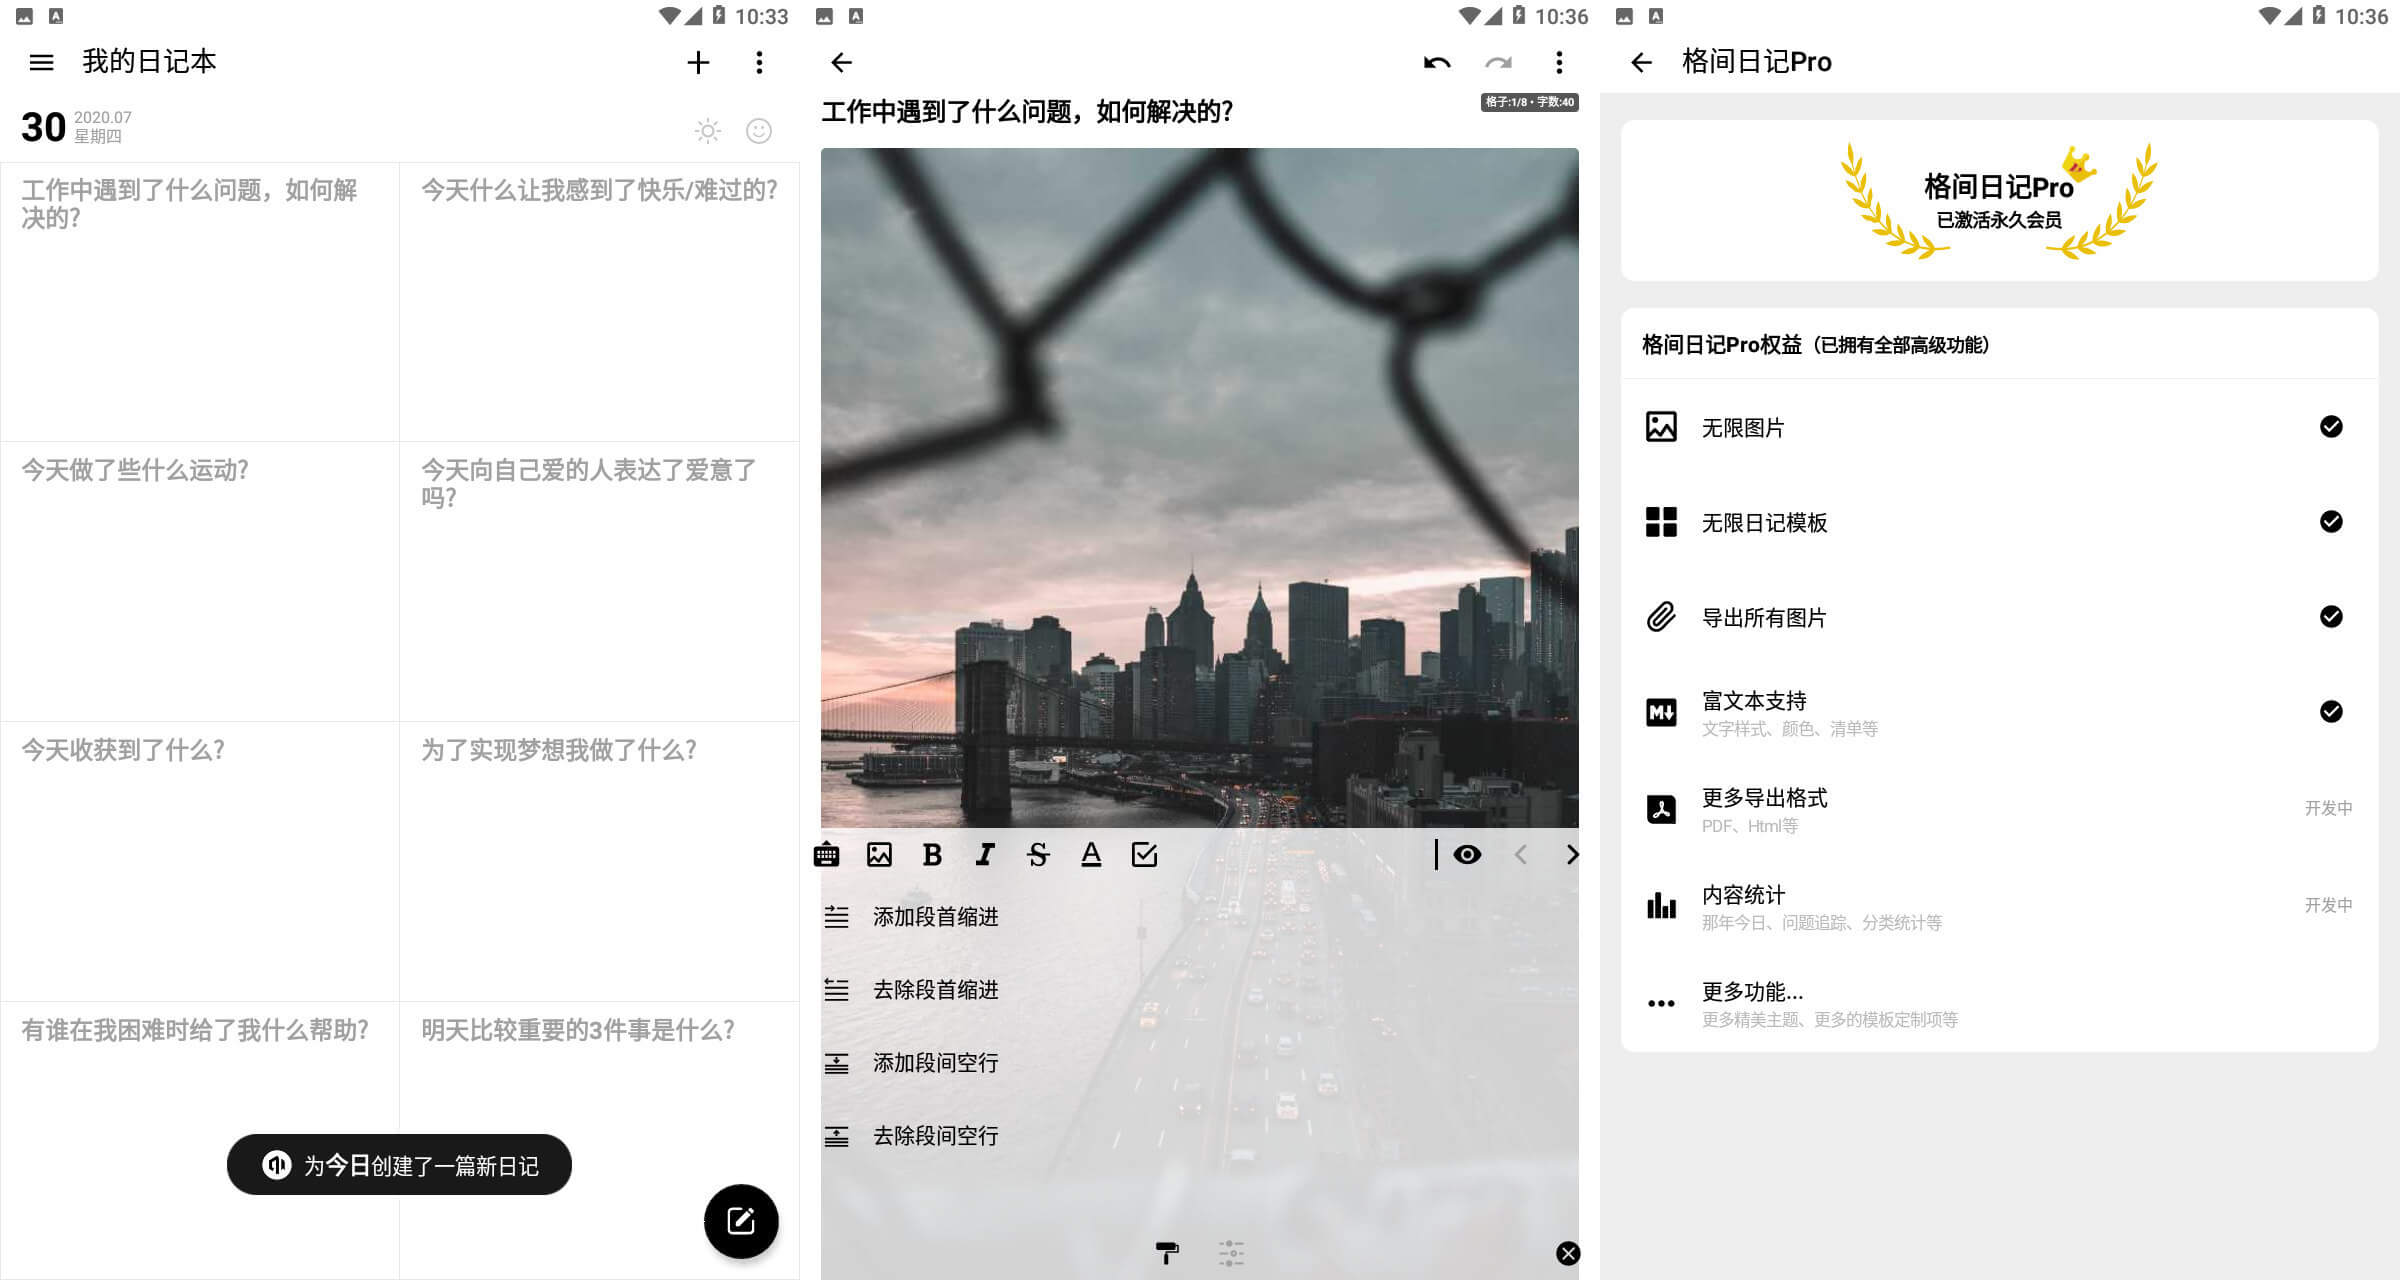 10:33
我的日记本
30
2020.07
星期四
工作中遇到了什么问题，如何解
决的？
今天什么让我感到了快乐/难过的？
今天做了些什么运动？
今天向自己爱的人表达了爱意了
吗？
今天收获到了什么？
为了实现梦想我做了什么？
有谁在我困难时给了我什么帮助？
明天比较重要的3件事是什么？
为今日创建了一篇新日记
10:36
工作中遇到了什么问题，如何解决的？
格子:1/8 • 字数:40
添加段首缩进
去除段首缩进
添加段间空行
去除段间空行
10:36
格间日记Pro
格间日记Pro
已激活永久会员
格间日记Pro权益（已拥有全部高级功能）
无限图片
无限日记模板
导出所有图片
富文本支持
文字样式、颜色、清单等
更多导出格式
PDF、Html等
开发中
内容统计
那年今日、问题追踪、分类统计等
开发中
更多功能...
更多精美主题、更多的模板定制项等